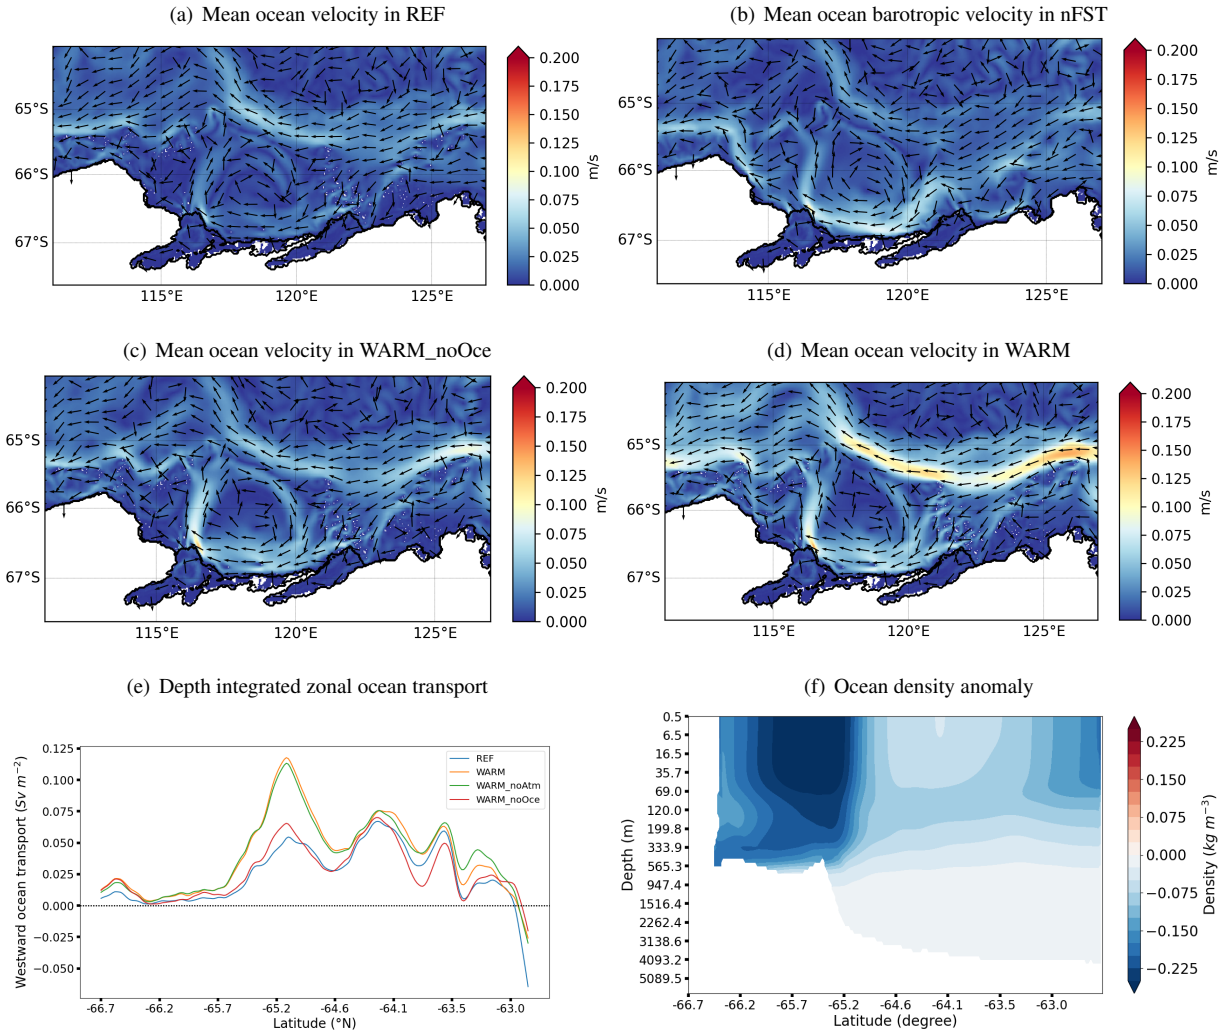 (a) Mean ocean velocity in REF
(b) Mean ocean barotropic velocity in nFST
65°S
66°S
67°S
115°E
120°E
125°E
0.200
0.175
0.150
0.125
0.100
0.075
0.050
0.025
0.000
m/s
65°S
66°S
67°S
115°E
120°E
125°E
0.200
0.175
0.150
0.125
0.100
0.075
0.050
0.025
0.000
m/s
(c) Mean ocean velocity in WARM_noOce
(d) Mean ocean velocity in WARM
65°S
66°S
67°S
115°E
120°E
125°E
0.200
0.175
0.150
0.125
0.100
0.075
0.050
0.025
0.000
m/s
65°S
66°S
67°S
115°E
120°E
125°E
0.200
0.175
0.150
0.125
0.100
0.075
0.050
0.025
0.000
m/s
(e) Depth integrated zonal ocean transport
(f) Ocean density anomaly
Westward ocean transport (Sv m⁻²)
0.125
0.100
0.075
0.050
0.025
0.000
−0.025
−0.050
REF
WARM
WARM_noAtm
WARM_noOce
-66.7
-66.2
-65.7
-65.2
-64.6
-64.1
-63.5
-63.0
Latitude (°N)
Depth (m)
0.5
6.5
16.5
35.7
69.0
120.0
199.8
333.9
565.3
947.4
1516.4
2262.4
3138.6
4093.2
5089.5
-66.7
-66.2
-65.7
-65.2
-64.6
-64.1
-63.5
-63.0
Latitude (degree)
0.225
0.150
0.075
0.000
−0.075
−0.150
−0.225
Density (kg m⁻³)